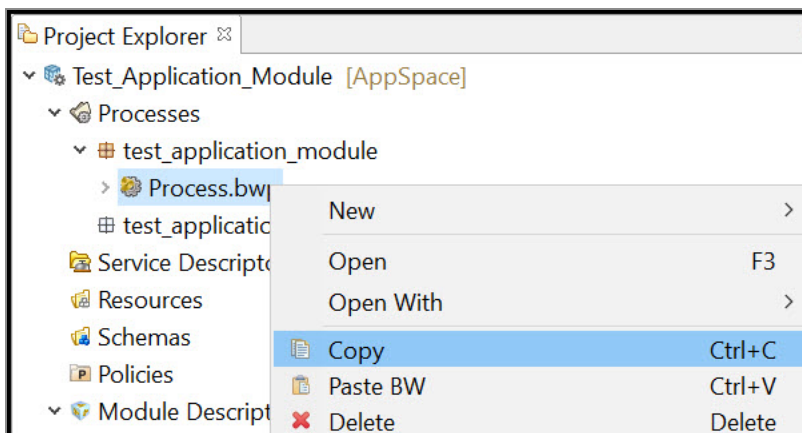 Project Explorer
Test_Application_Module [AppSpace]
Processes
test_application_module
Process.bwp
test_applicatio
Service Descripto
Resources
Schemas
Policies
Module Descript
New
Open F3
Open With
Copy Ctrl+C
Paste BW Ctrl+V
Delete Delete